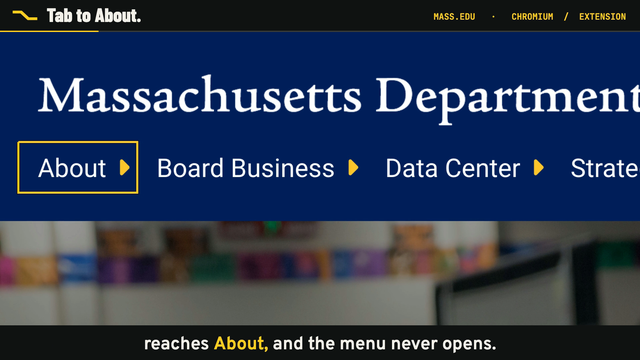 Tab to About.
MASS.EDU · CHROMIUM / EXTENSION
Massachusetts Department
About Board Business Data Center Strate
reaches About, and the menu never opens.